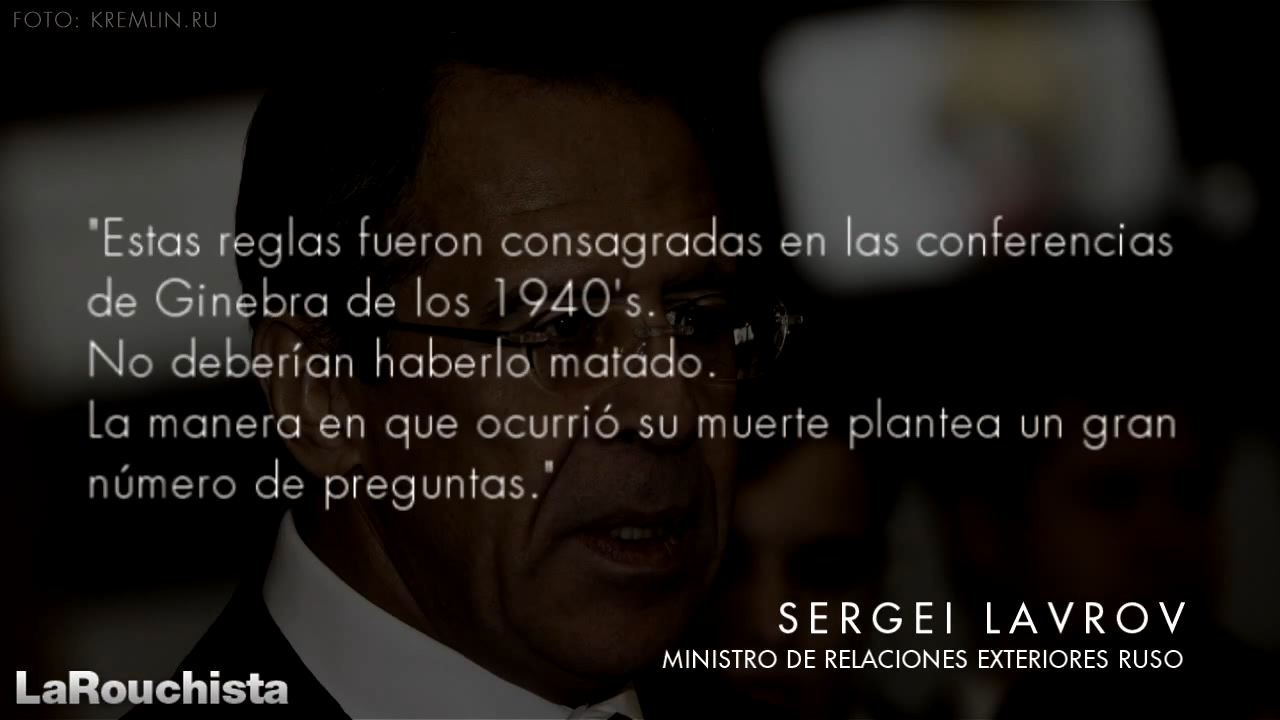 FOTO: KREMLIN.RU
"Estas reglas fueron consagradas en las conferencias
de Ginebra de los 1940's.
No deberían haberlo matado.
La manera en que ocurrió su muerte plantea un gran
número de preguntas."
SERGEI LAVROV
MINISTRO DE RELACIONES EXTERIORES RUSO
LaRouchista